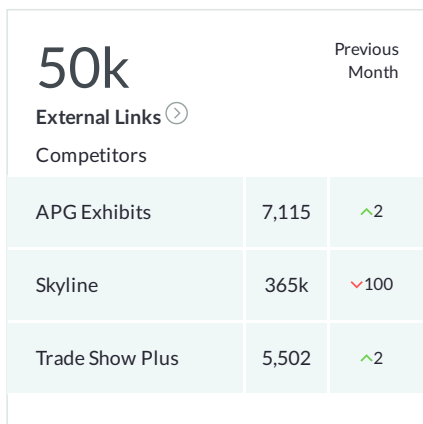 50k
Previous
Month
External Links
Competitors
APG Exhibits 7,115 2
Skyline 365k 100
Trade Show Plus 5,502 2